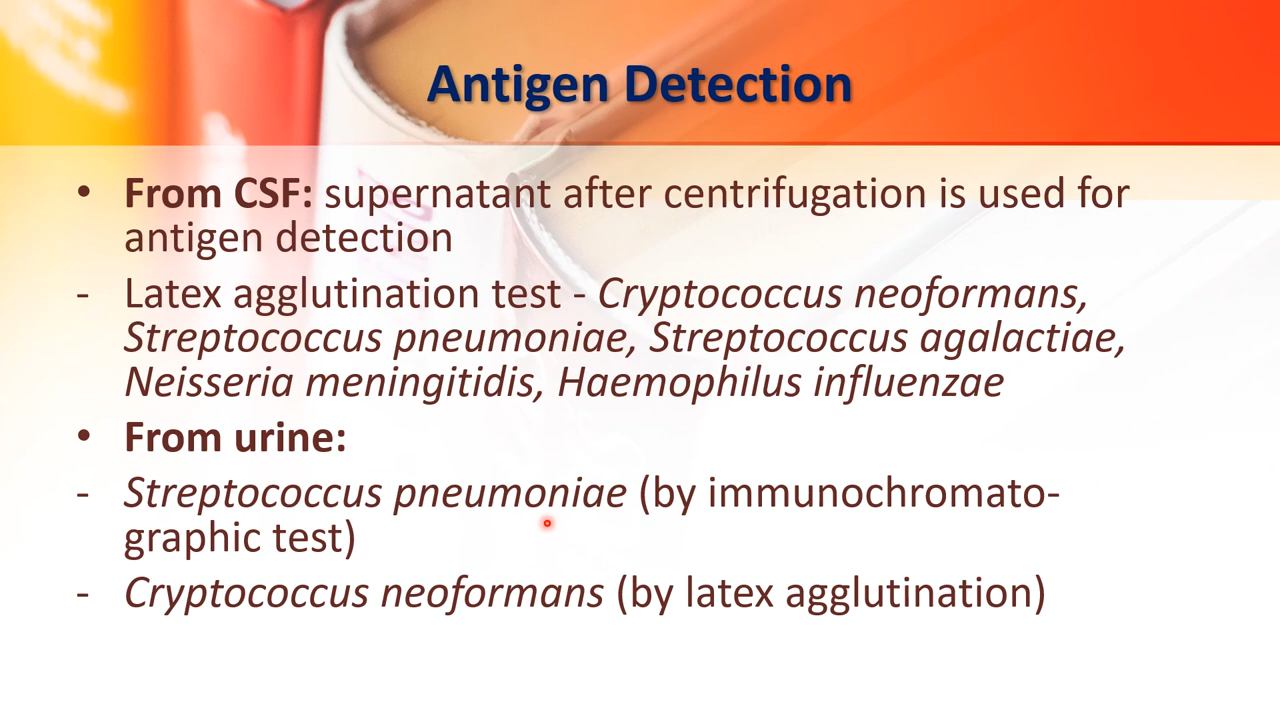 Antigen Detection
• From CSF: supernatant after centrifugation is used for
antigen detection
- Latex agglutination test - Cryptococcus neoformans,
Streptococcus pneumoniae, Streptococcus agalactiae,
Neisseria meningitidis, Haemophilus influenzae
• From urine:
- Streptococcus pneumoniae (by immunochromato-
graphic test)
- Cryptococcus neoformans (by latex agglutination)